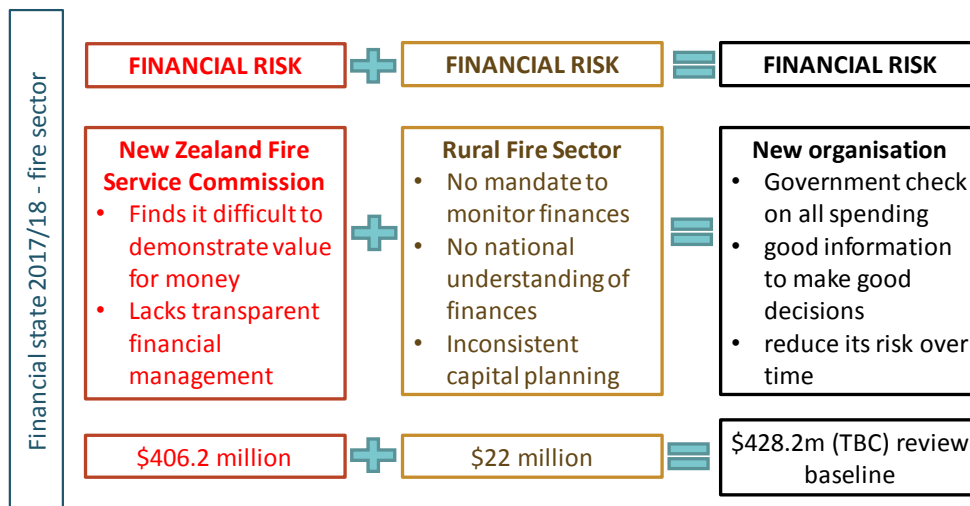 Financial state 2017/18 - fire sector
FINANCIAL RISK
FINANCIAL RISK
FINANCIAL RISK
New Zealand Fire
Service Commission
• Finds it difficult to
demonstrate value
for money
• Lacks transparent
financial
management
Rural Fire Sector
• No mandate to
monitor finances
• No national
understanding of
finances
• Inconsistent
capital planning
New organisation
• Government check
on all spending
• good information
to make good
decisions
• reduce its risk over
time
$406.2 million
$22 million
$428.2m (TBC) review
baseline